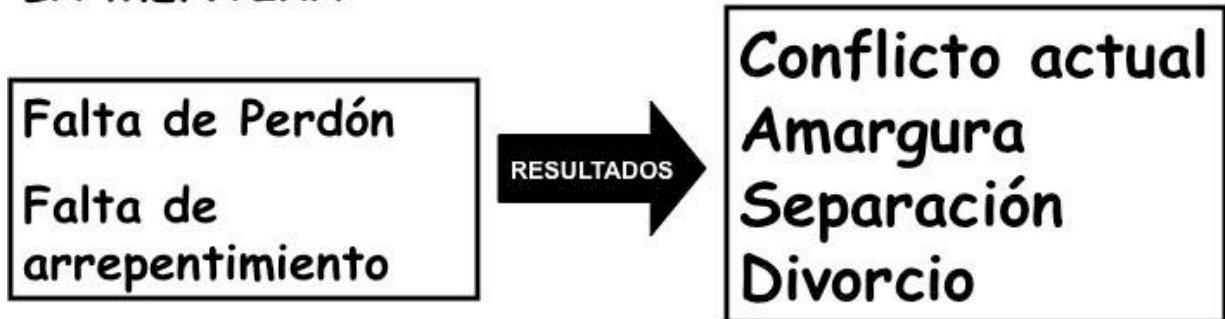 Falta de Perdón
Falta de
arrepentimiento
RESULTADOS
Conflicto actual
Amargura
Separación
Divorcio